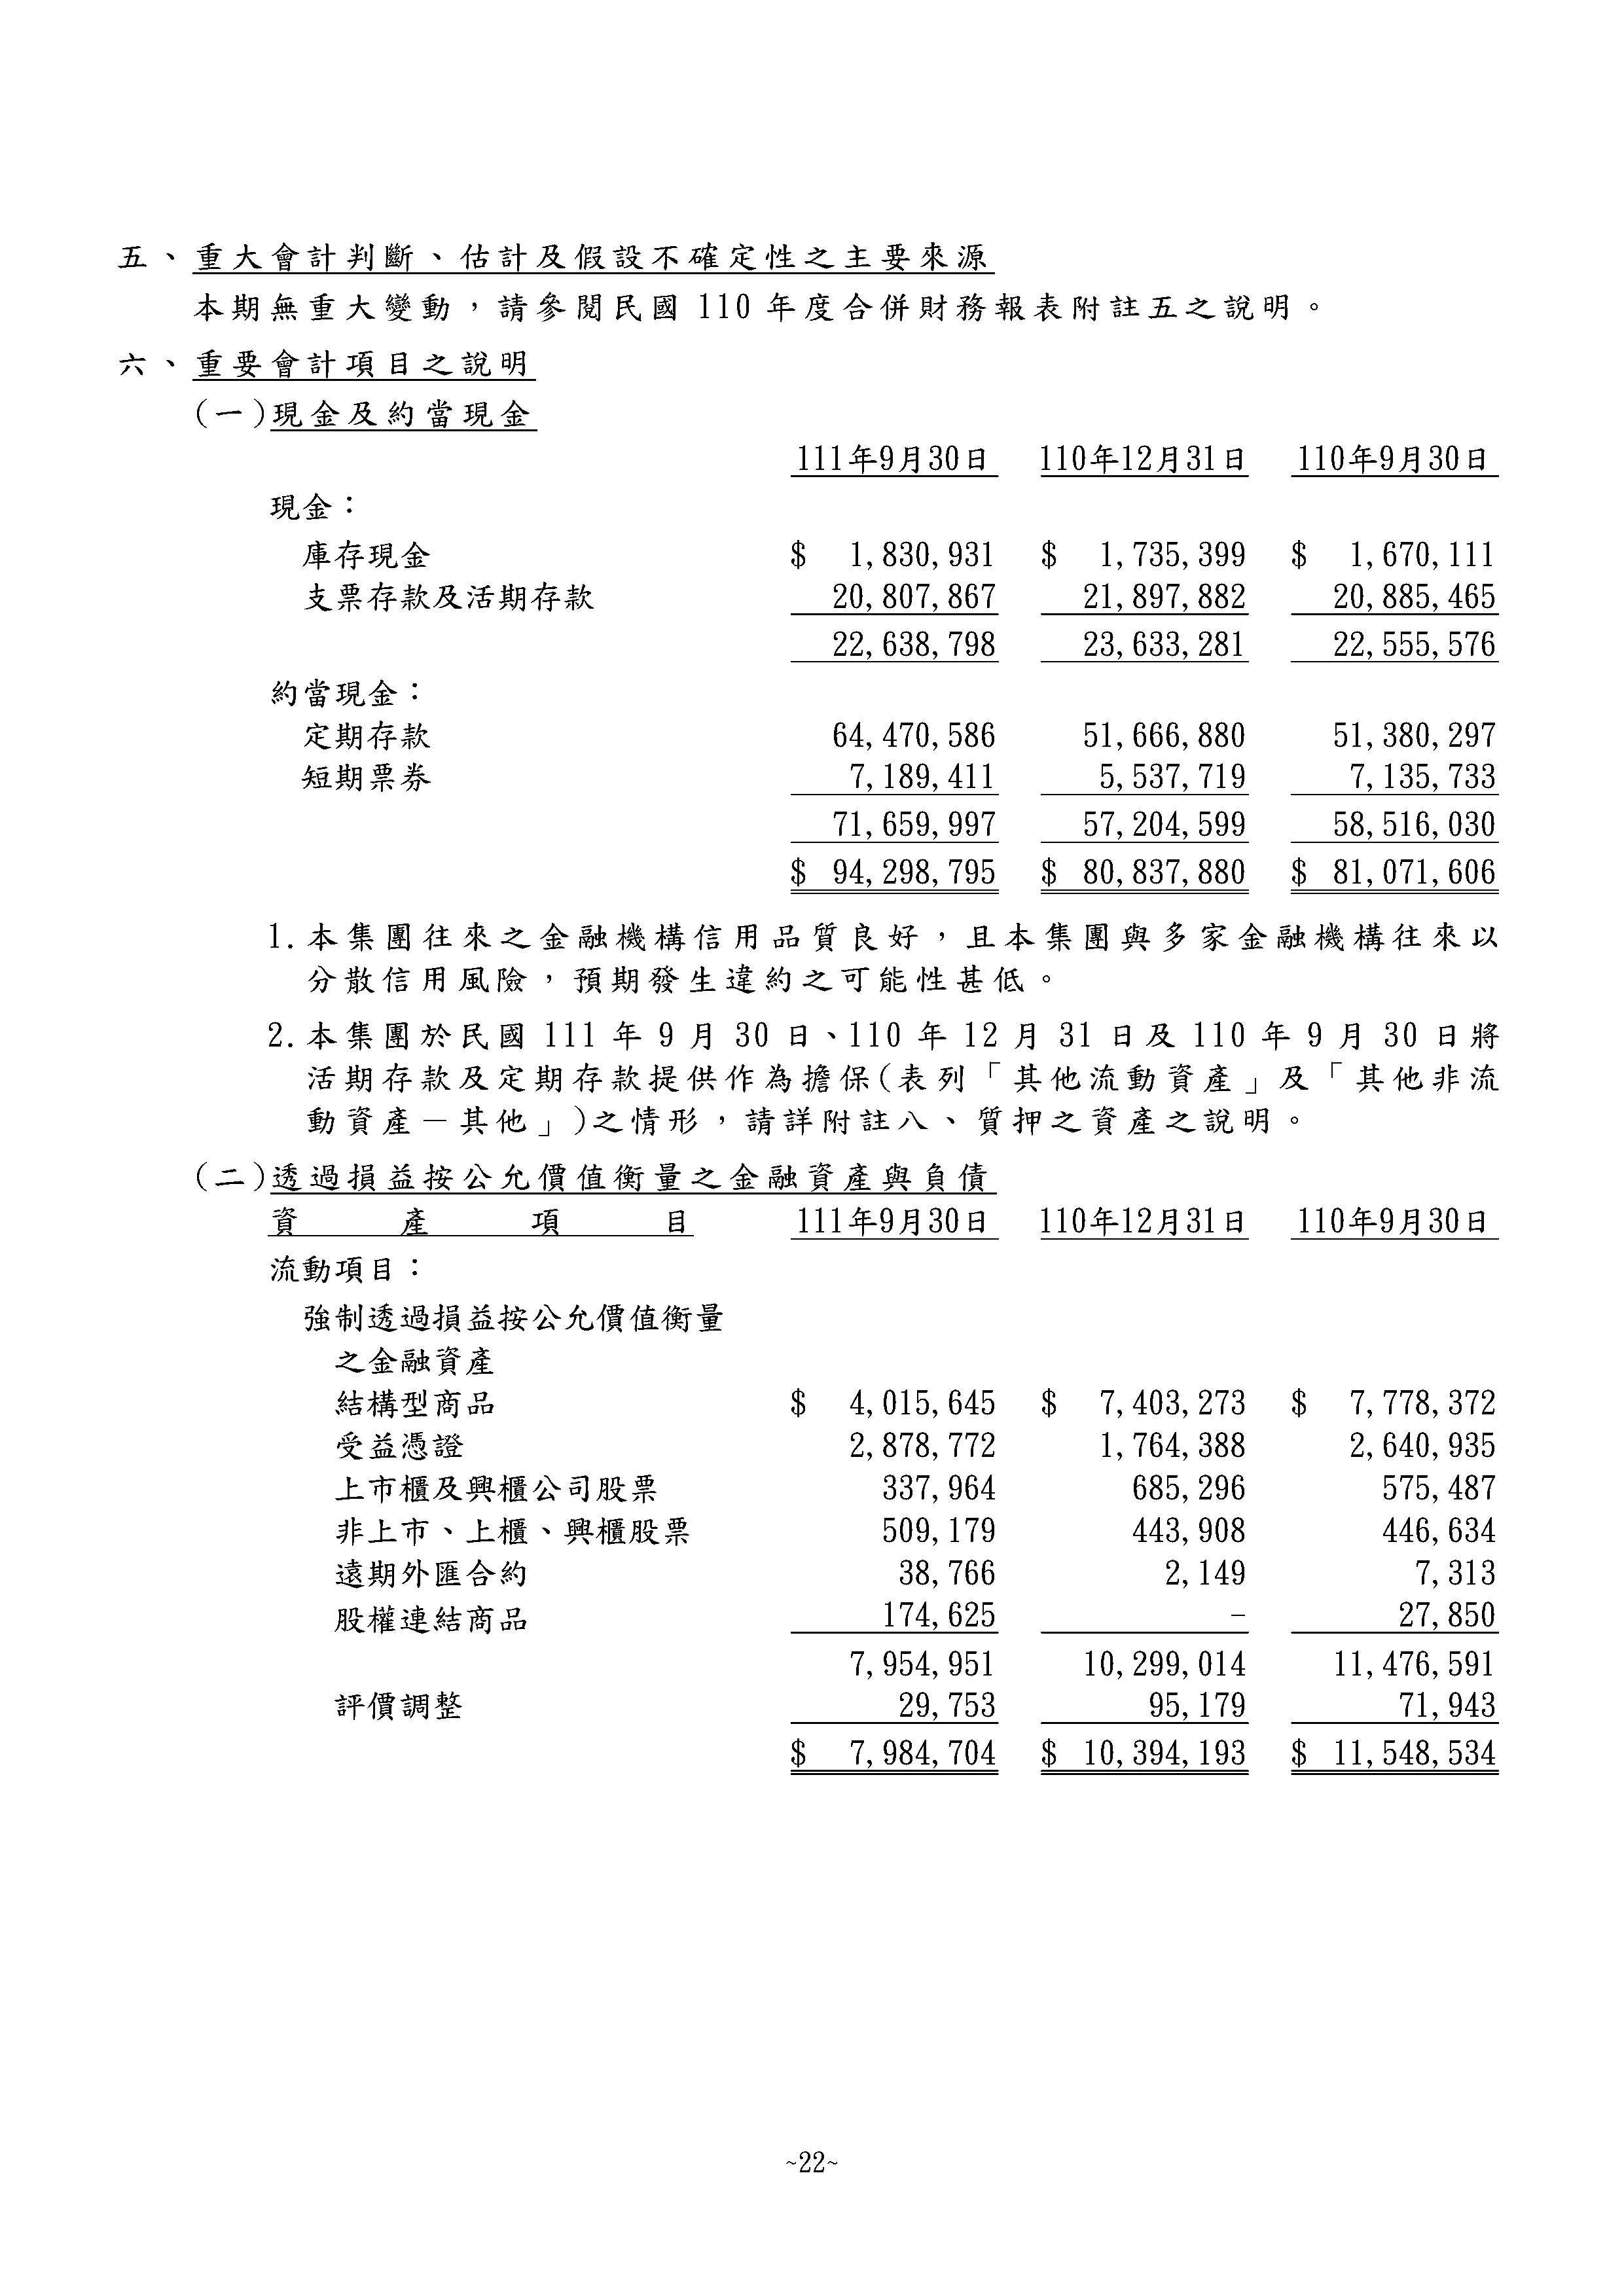 五、重大會計判斷、估計及假設不確定性之主要來源
本期無重大變動，請參閱民國 110 年度合併財務報表附註五之說明。
六、重要會計項目之說明
(一)現金及約當現金
111年9月30日 110年12月31日 110年9月30日
現金：
庫存現金 $ 1,830,931 $ 1,735,399 $ 1,670,111
支票存款及活期存款 20,807,867 21,897,882 20,885,465
22,638,798 23,633,281 22,555,576
約當現金：
定期存款 64,470,586 51,666,880 51,380,297
短期票券 7,189,411 5,537,719 7,135,733
71,659,997 57,204,599 58,516,030
$ 94,298,795 $ 80,837,880 $ 81,071,606
1.本集團往來之金融機構信用品質良好，且本集團與多家金融機構往來以
分散信用風險，預期發生違約之可能性甚低。
2.本集團於民國 111 年 9 月 30 日、110 年 12 月 31 日及 110 年 9 月 30 日將
活期存款及定期存款提供作為擔保(表列「其他流動資產」及「其他非流
動資產－其他」)之情形，請詳附註八、質押之資產之說明。
(二)透過損益按公允價值衡量之金融資產與負債
資 產 項 目 111年9月30日 110年12月31日 110年9月30日
流動項目：
強制透過損益按公允價值衡量
之金融資產
結構型商品 $ 4,015,645 $ 7,403,273 $ 7,778,372
受益憑證 2,878,772 1,764,388 2,640,935
上市櫃及興櫃公司股票 337,964 685,296 575,487
非上市、上櫃、興櫃股票 509,179 443,908 446,634
遠期外匯合約 38,766 2,149 7,313
股權連結商品 174,625 - 27,850
7,954,951 10,299,014 11,476,591
評價調整 29,753 95,179 71,943
$ 7,984,704 $ 10,394,193 $ 11,548,534
~22~